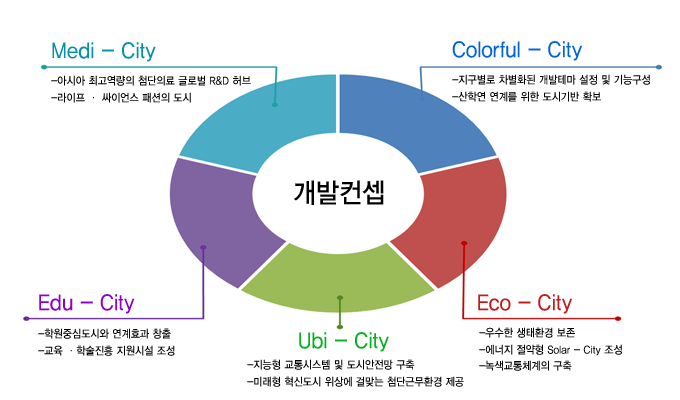 Medi - City
-아시아 최고역량의 첨단의료 글로벌 R&D 허브
-라이프 · 싸이언스 패션의 도시
Colorful - City
-지구별로 차별화된 개발테마 설정 및 기능구성
-산학연 연계를 위한 도시기반 확보
개발컨셉
Edu - City
-학원중심도시와 연계효과 창출
-교육 · 학술진흥 지원시설 조성
Ubi - City
-지능형 교통시스템 및 도시안전망 구축
-미래형 혁신도시 위상에 걸맞는 첨단근무환경 제공
Eco - City
-우수한 생태환경 보존
-에너지 절약형 Solar - City 조성
-녹색교통체계의 구축